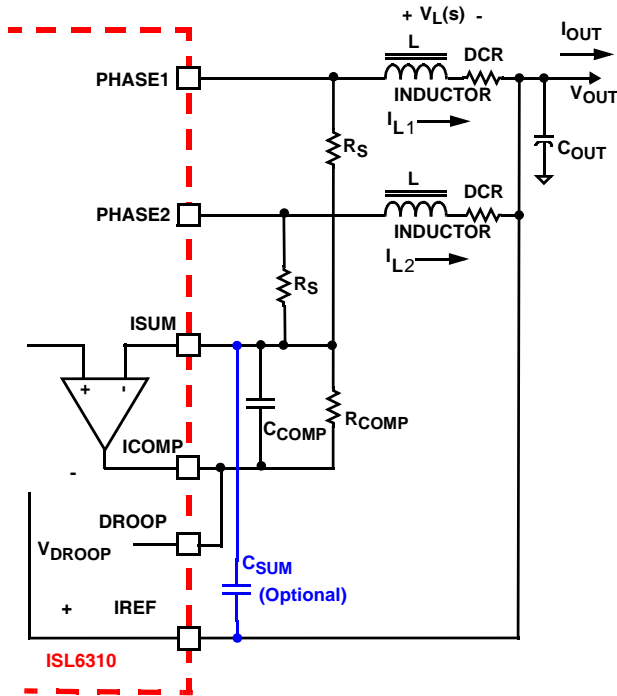 + VL(s) -
IOUT
L
DCR
PHASE1
INDUCTOR
VOUT
IL1
COUT
RS
L
DCR
PHASE2
INDUCTOR
IL2
RS
ISUM
+ -
CCOMP
RCOMP
ICOMP
-
DROOP
VDROOP
CSUM
(Optional)
+
IREF
ISL6310